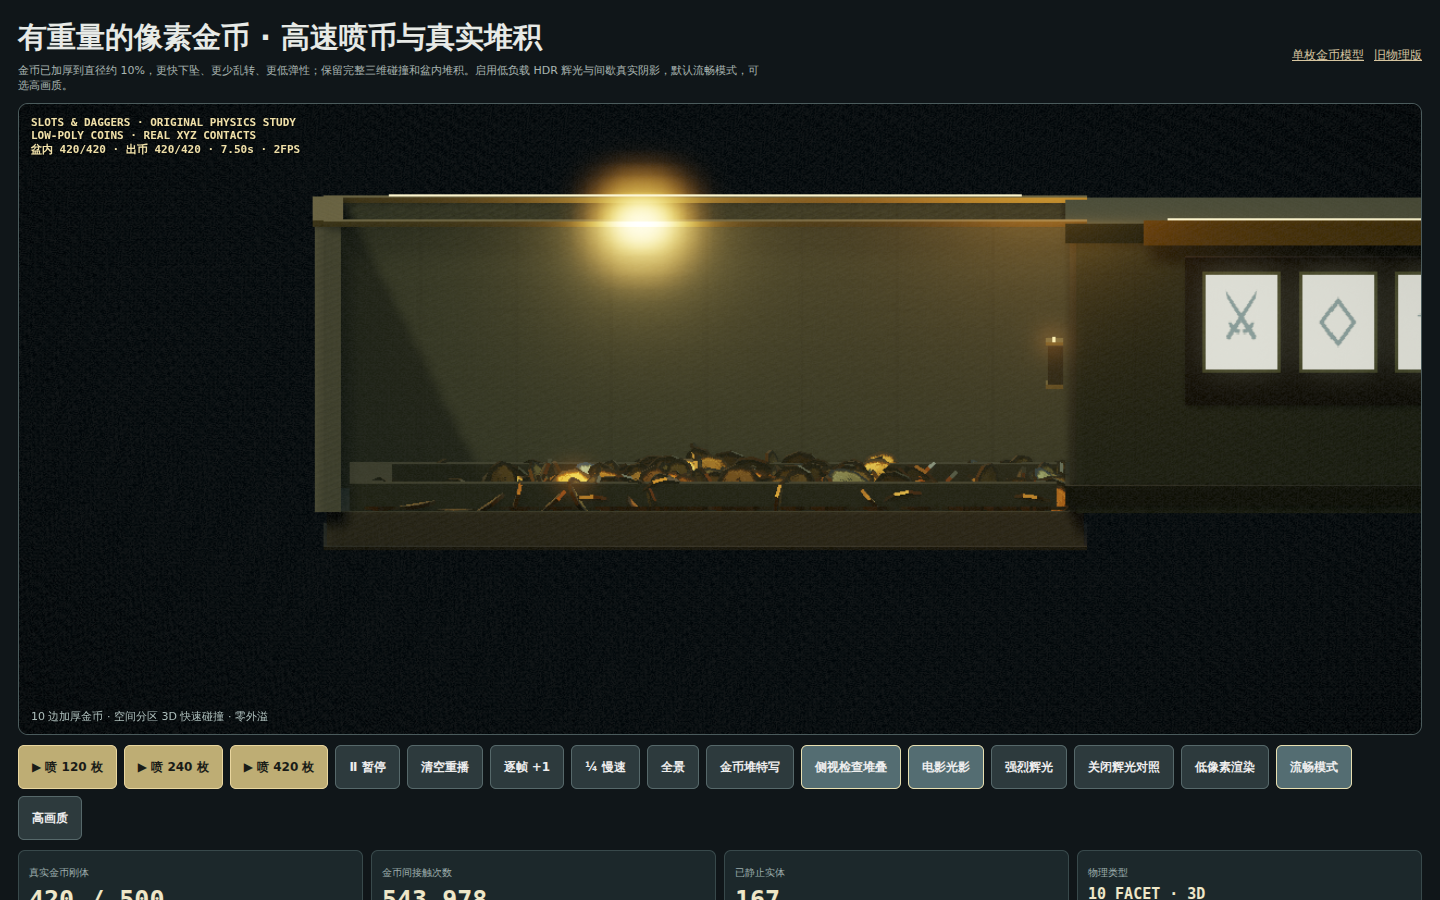 有重量的像素金币 · 高速喷币与真实堆积
金币已加厚到直径约 10%，更快下坠、更少乱转、更低弹性；保留完整三维碰撞和盆内堆积。启用低负载 HDR 辉光与间歇真实阴影，默认流畅模式，可
选高画质。
单枚金币模型 旧物理版
SLOTS & DAGGERS · ORIGINAL PHYSICS STUDY
LOW-POLY COINS · REAL XYZ CONTACTS
盆内 420/420 · 出币 420/420 · 7.50s · 2FPS
10 边加厚金币 · 空间分区 3D 快速碰撞 · 零外溢
▶ 喷 120 枚 ▶ 喷 240 枚 ▶ 喷 420 枚 Ⅱ 暂停 清空重播 逐帧 +1 ¼ 慢速 全景 金币堆特写 侧视检查堆叠 电影光影 强烈辉光 关闭辉光对照 低像素渲染 流畅模式
高画质
真实金币刚体 金币间接触次数 已静止实体 物理类型
420 / 500 543,978 167 10 FACET · 3D